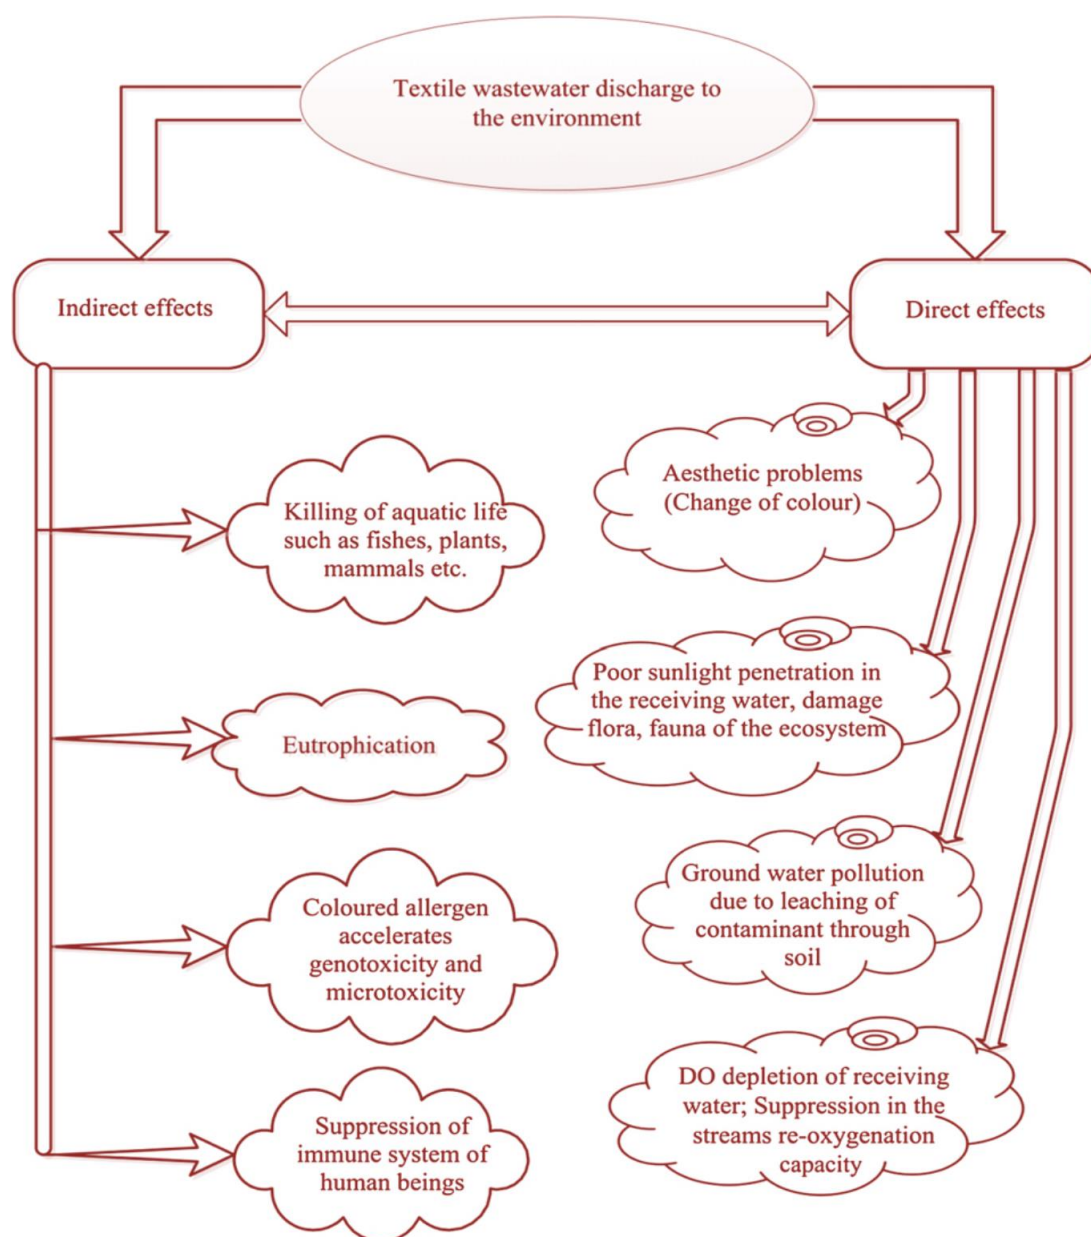 Textile wastewater discharge to
the environment
Indirect effects
Direct effects
Killing of aquatic life
such as fishes, plants,
mammals etc.
Eutrophication
Coloured allergen
accelerates
genotoxicity and
microtoxicity
Suppression of
immune system of
human beings
Aesthetic problems
(Change of colour)
Poor sunlight penetration in
the receiving water, damage
flora, fauna of the ecosystem
Ground water pollution
due to leaching of
contaminant through
soil
DO depletion of receiving
water; Suppression in the
streams re-oxygenation
capacity